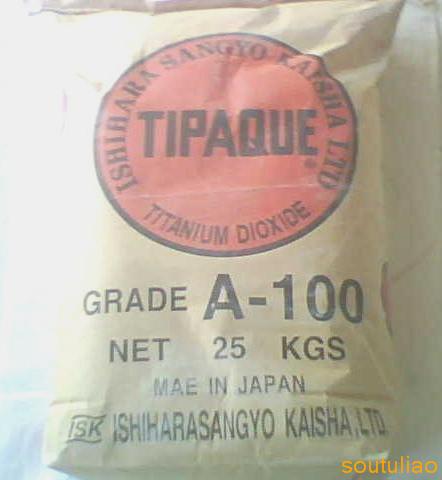 ISHIHARA SANGYO KAISHA LTD
TIPAQUE®
TITANIUM DIOXIDE
GRADE A-100
NET 25 KGS
MAE IN JAPAN
ISK ISHIHARASANGYO KAISHA,LTD
soutuliao